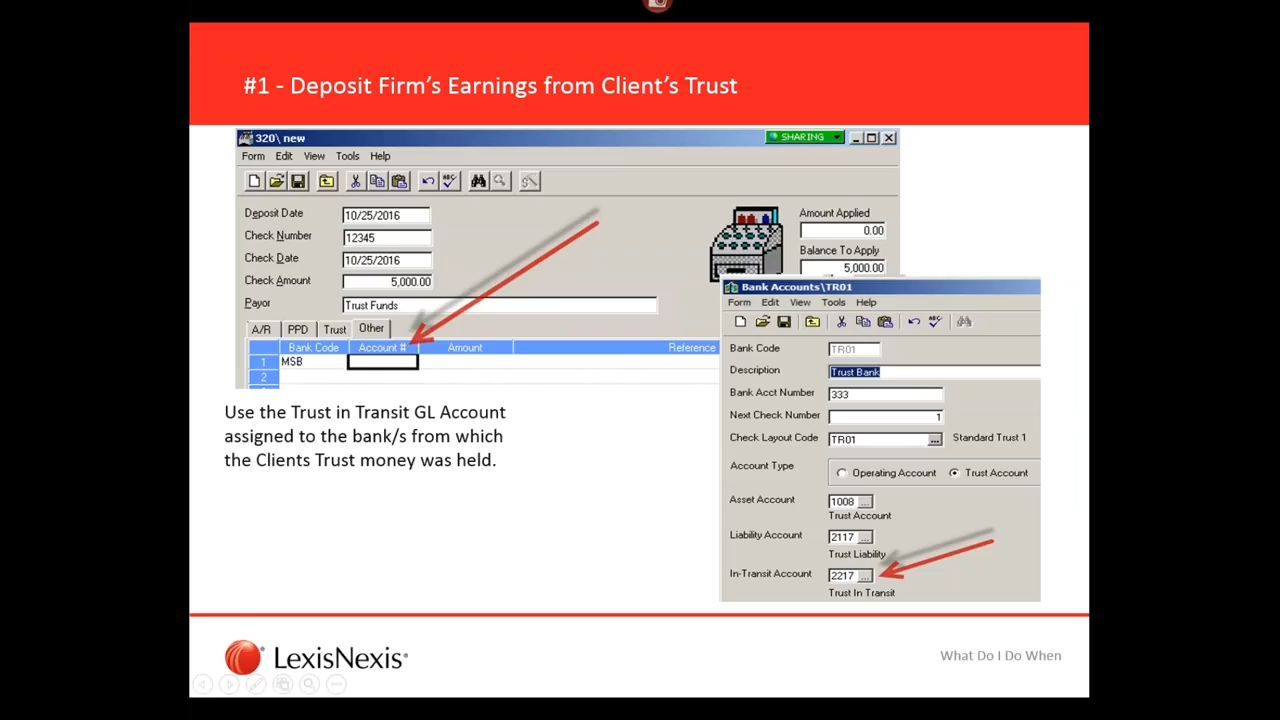 #1 - Deposit Firm's Earnings from Client's Trust
320\ new
SHARING
Form Edit View Tools Help
ABC
Deposit Date 10/25/2016
Check Number 12345
Check Date 10/25/2016
Check Amount 5,000.00
Payor Trust Funds
Amount Applied
0.00
Balance To Apply
5,000.00
A/R PPD Trust Other
Bank Code Account # Amount Reference
1 MSB
2
Use the Trust in Transit GL Account
assigned to the bank/s from which
the Clients Trust money was held.
Bank Accounts\TR01
Form Edit View Tools Help
ABC
Bank Code TR01
Description Trust Bank
Bank Acct Number 333
Next Check Number 1
Check Layout Code TR01 ... Standard Trust 1
Account Type Operating Account Trust Account
Asset Account 1008 ...
Trust Account
Liability Account 2117 ...
Trust Liability
In-Transit Account 2217 ...
Trust In Transit
LexisNexis®
What Do I Do When